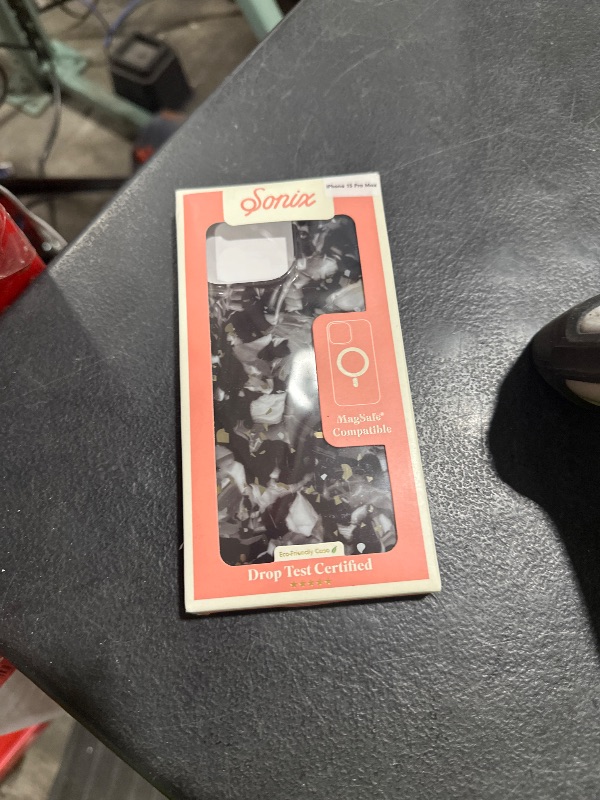 Sonix
iPhone 15 Pro Max
MagSafe®
Compatible
Eco-Friendly Case
Drop Test Certified